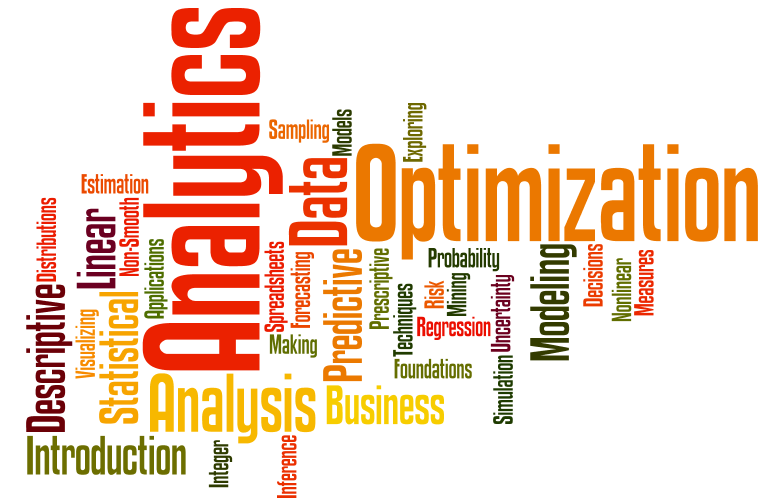 Analytics
Sampling
Models
Exploring
Optimization
Data
Estimation
Non-Smooth
Distributions
Linear
Applications
Spreadsheets
Forecasting
Predictive
Prescriptive
Probability
Techniques
Risk
Mining
Uncertainty
Modeling
Decisions
Nonlinear
Measures
Descriptive
Visualizing
Statistical
Making
Regression
Foundations
Simulation
Analysis
Business
Introduction
Integer
Inference